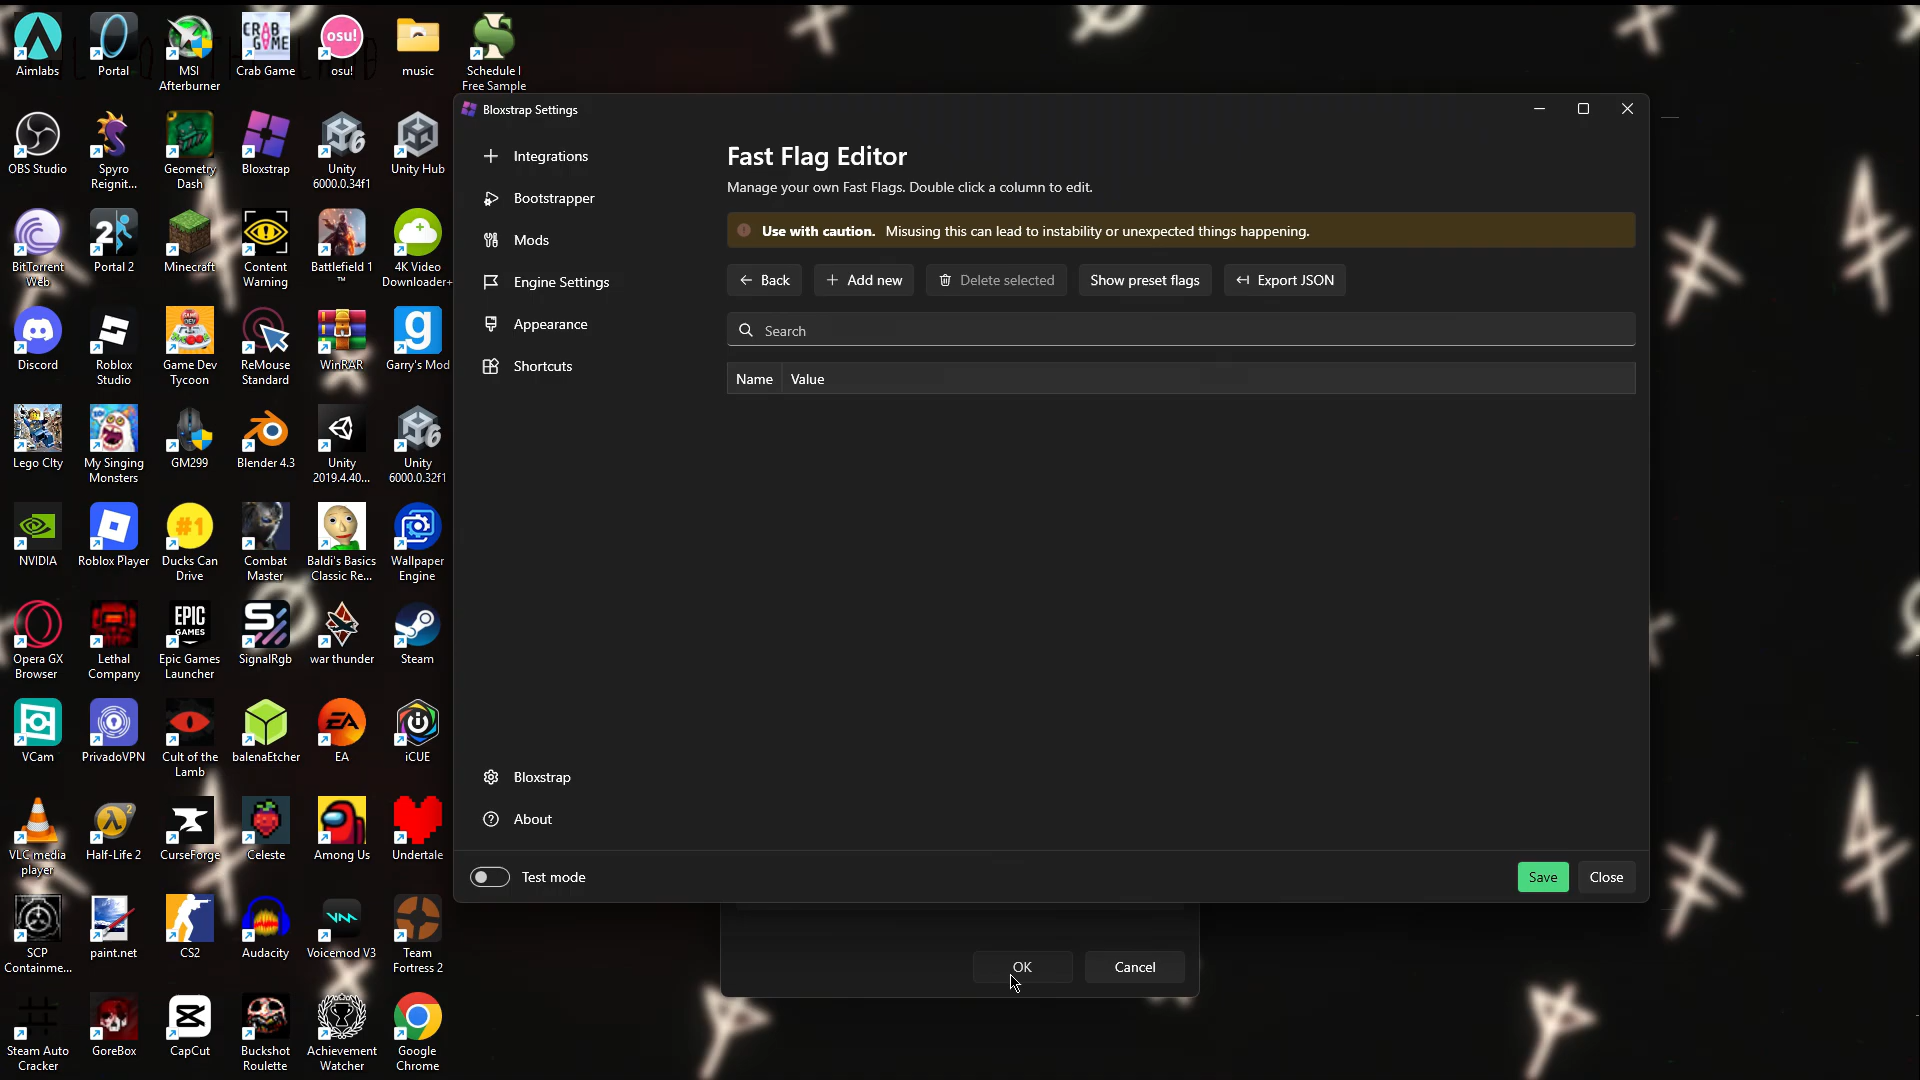 Aimlabs
Portal
MSI
Afterburner
CRAB
GAME
Crab Game
osu!
osu!
music
Schedule I
Free Sample
OBS Studio
Spyro
Reignit...
Geometry
Dash
Bloxstrap
6
Unity
6000.0.34f1
Unity Hub
BitTorrent
Web
2
Portal 2
Minecraft
Content
Warning
Battlefield 1
™
4K Video
Downloader+
Discord
Roblox
Studio
Game Dev
Tycoon
ReMouse
Standard
WinRAR
g
Garry's Mod
Lego CIty
My Singing
Monsters
GM299
Blender 4.3
Unity
2019.4.40...
6
Unity
6000.0.32f1
NVIDIA
Roblox Player
#1
Ducks Can
Drive
Combat
Master
Baldi's Basics
Classic Re...
Wallpaper
Engine
Opera GX
Browser
Lethal
Company
EPIC
GAMES
Epic Games
Launcher
SignalRgb
war thunder
Steam
VCam
PrivadoVPN
Cult of the
Lamb
balenaEtcher
EA
EA
iCUE
VLC media
player
Half-Life 2
CurseForge
Celeste
Among Us
Undertale
SCP
Containme...
paint.net
CS2
Audacity
Voicemod V3
Team
Fortress 2
Steam Auto
Cracker
GoreBox
CapCut
Buckshot
Roulette
Achievement
Watcher
Google
Chrome
Bloxstrap Settings
Integrations
Bootstrapper
Mods
Engine Settings
Appearance
Shortcuts
Bloxstrap
About
Fast Flag Editor
Manage your own Fast Flags. Double click a column to edit.
Use with caution. Misusing this can lead to instability or unexpected things happening.
Back
Add new
Delete selected
Show preset flags
Export JSON
Search
Name Value
Test mode
Save
Close
OK
Cancel